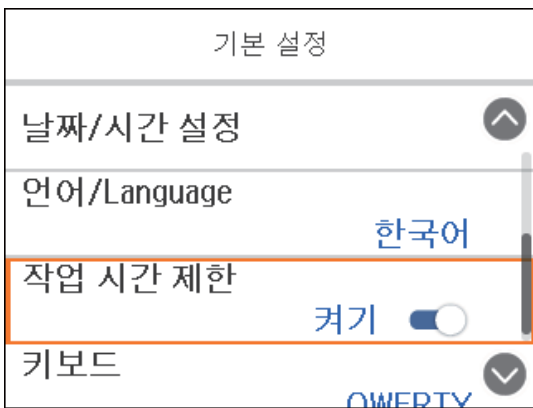 기본 설정
날짜/시간 설정
언어/Language
한국어
작업 시간 제한
켜기
키보드
QWERTY